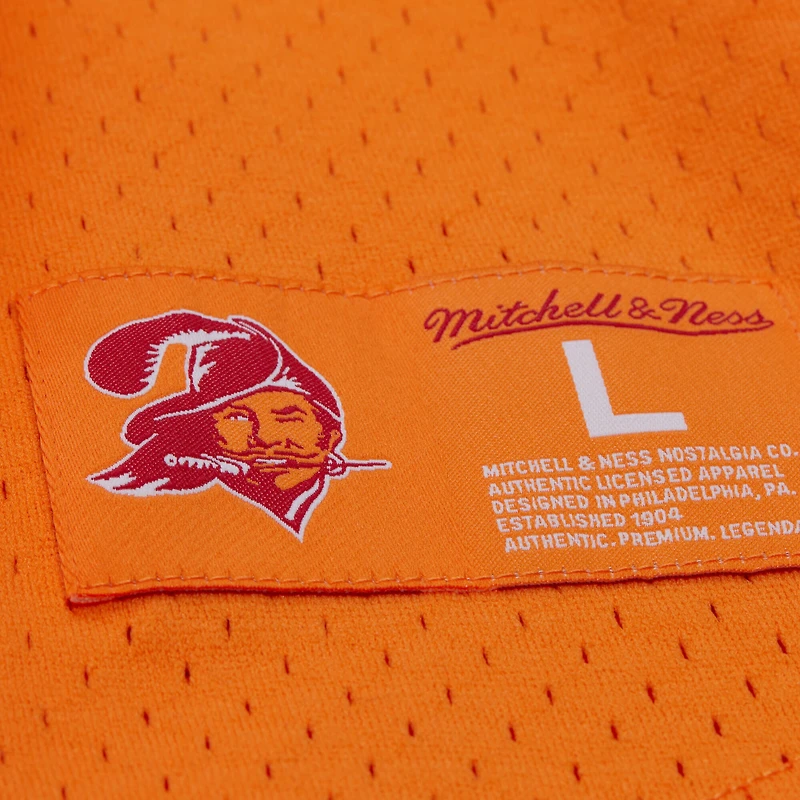 Mitchell & Ness
L
MITCHELL & NESS NOSTALGIA CO.
AUTHENTIC LICENSED APPAREL
DESIGNED IN PHILADELPHIA, PA.
ESTABLISHED 1904
AUTHENTIC. PREMIUM. LEGENDA